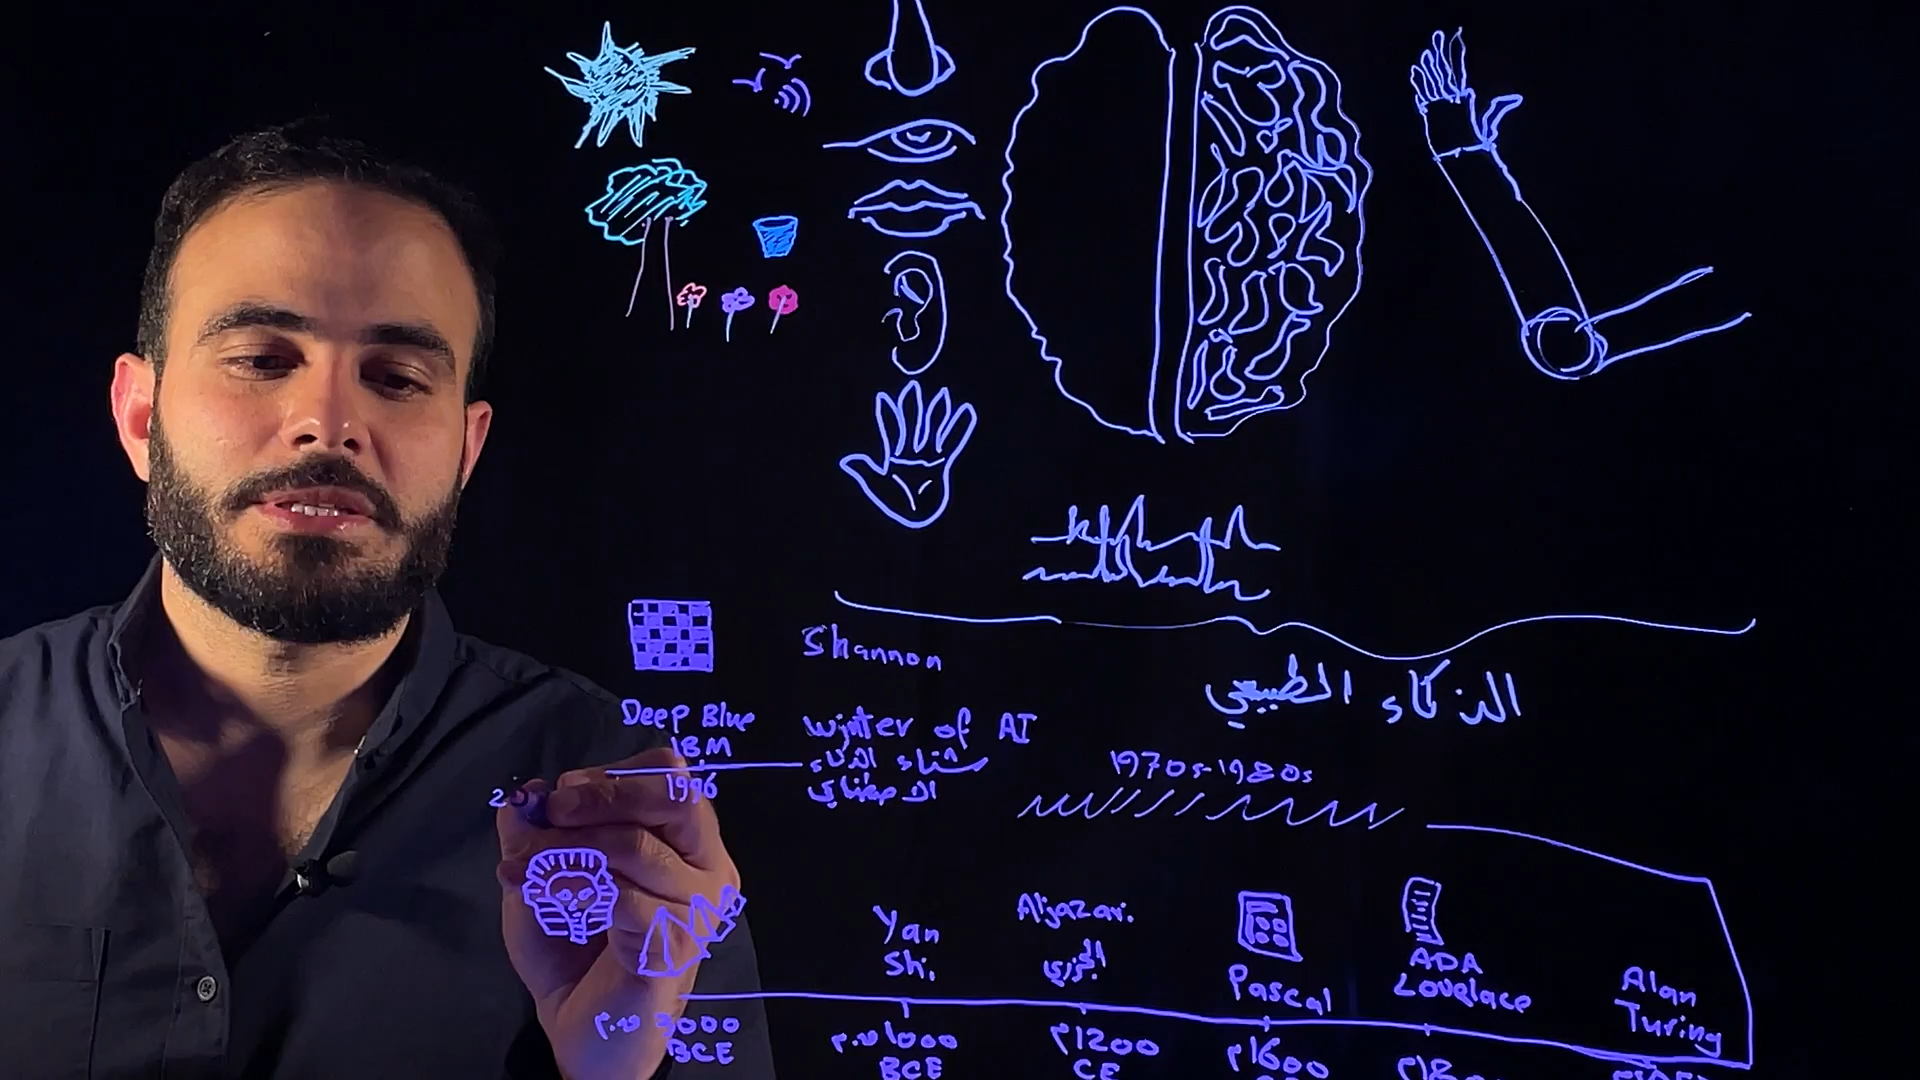 Shannon
الذكاء الطبيعي
Deep Blue
18M
1996
Winter of AI
شتاء الذكاء
الاصطناعي
1970s-1980s
Yan
Shi.
Aljazari.
الجزري
Pascal
ADA
Lovelace
Alan
Turing
3000 ق.م
BCE
1000 ق.م
BCE
1200م
CE
1600م